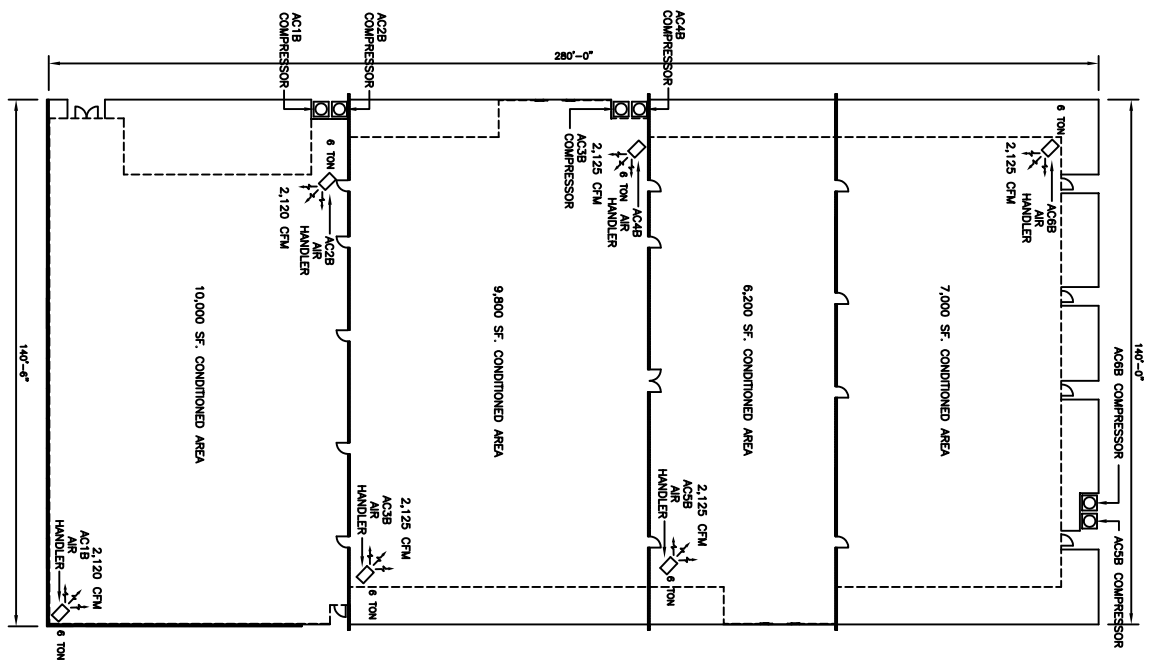 280'-0"
AC1B
COMPRESSOR
AC2B
COMPRESSOR
AC4B
COMPRESSOR
AC3B
COMPRESSOR
6 TON
AC2B
AIR
HANDLER
2,120 CFM
2,125 CFM
6 TON
AC4B
AIR
HANDLER
6 TON
2,125 CFM
AC6B
AIR
HANDLER
10,000 SF. CONDITIONED AREA
9,800 SF. CONDITIONED AREA
6,200 SF. CONDITIONED AREA
7,000 SF. CONDITIONED AREA
140'-6"
140'-0"
AC6B COMPRESSOR
AC5B COMPRESSOR
2,120 CFM
AC1B
AIR
HANDLER
6 TON
2,125 CFM
AC3B
AIR
HANDLER
6 TON
2,125 CFM
AC5B
AIR
HANDLER
6 TON